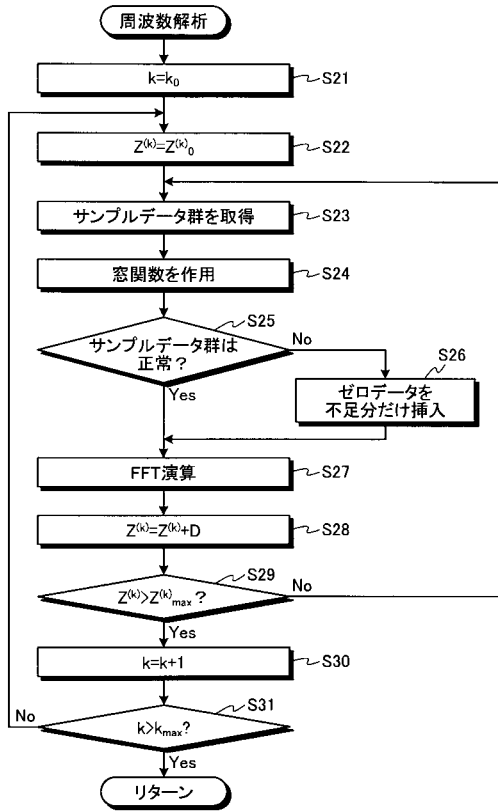 周波数解析
k=k₀
S21
Z⁽ᵏ⁾=Z⁽ᵏ⁾₀
S22
サンプルデータ群を取得
S23
窓関数を作用
S24
S25
サンプルデータ群は
正常？
No
Yes
S26
ゼロデータを
不足分だけ挿入
FFT演算
S27
Z⁽ᵏ⁾=Z⁽ᵏ⁾+D
S28
S29
Z⁽ᵏ⁾>Z⁽ᵏ⁾max？
No
Yes
k=k+1
S30
S31
No
k>kmax?
Yes
リターン